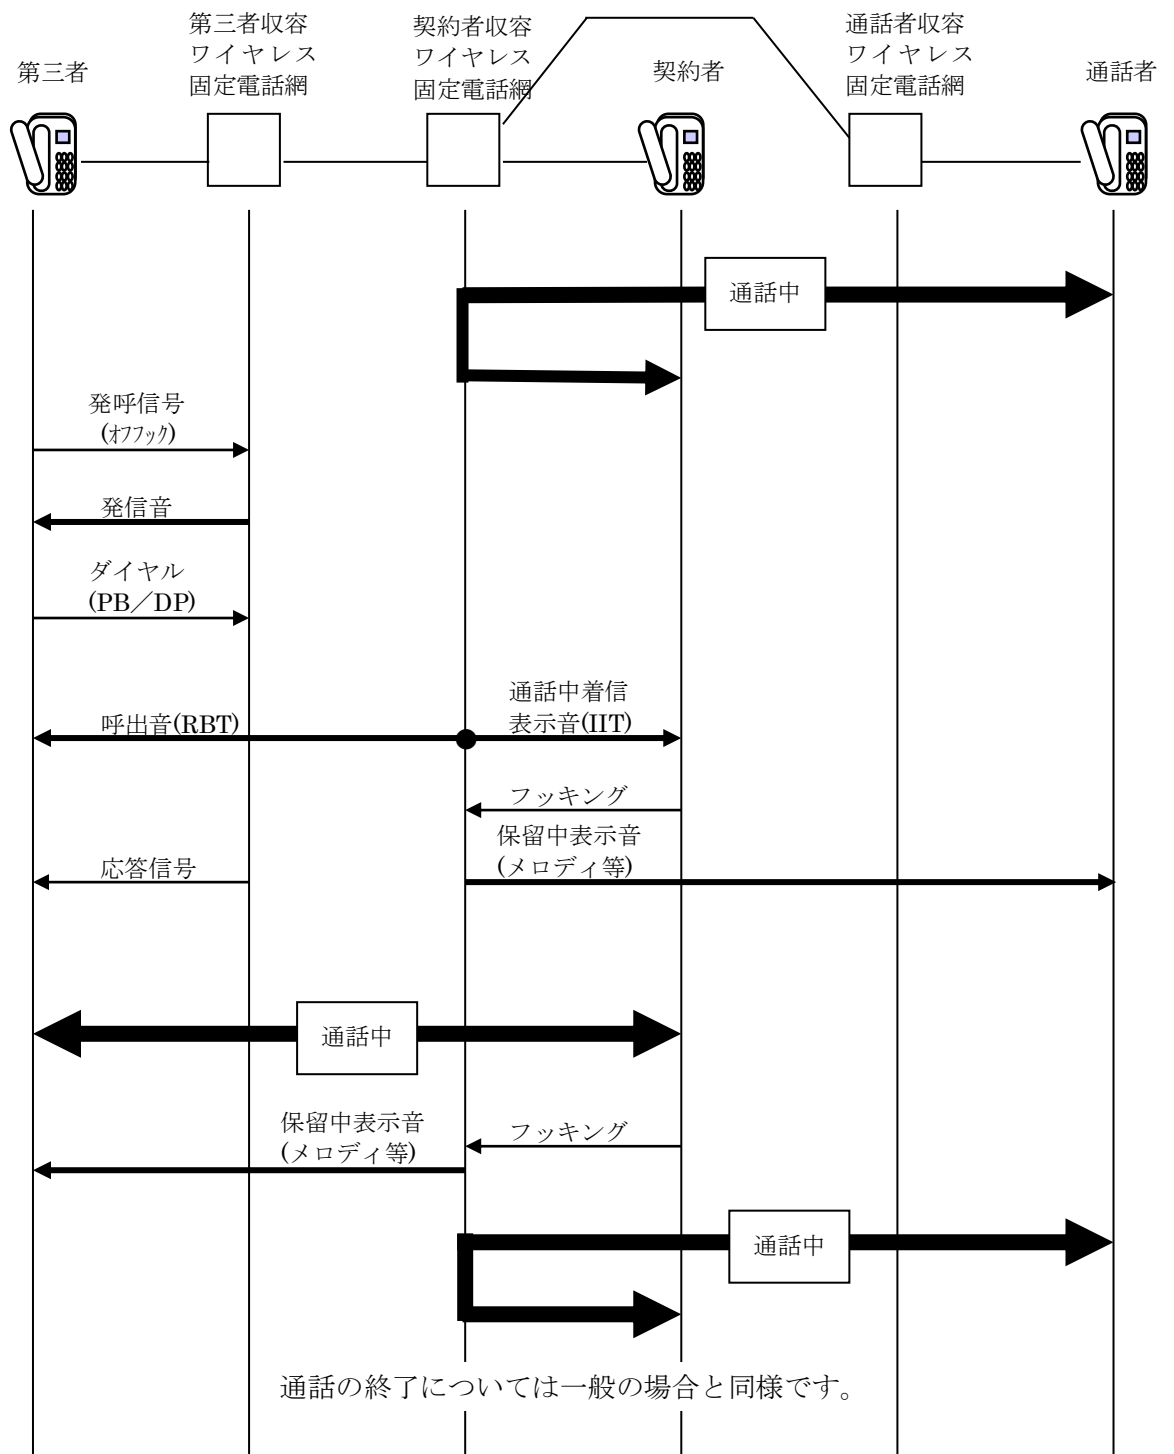 第三者
第三者収容
ワイヤレス
固定電話網
契約者収容
ワイヤレス
固定電話網
契約者
通話者収容
ワイヤレス
固定電話網
通話者
通話中
発呼信号
(ｵﾌﾌｯｸ)
発信音
ダイヤル
(PB／DP)
呼出音(RBT)
通話中着信
表示音(IIT)
フッキング
保留中表示音
(メロディ等)
応答信号
通話中
保留中表示音
(メロディ等)
フッキング
通話中
通話の終了については一般の場合と同様です。